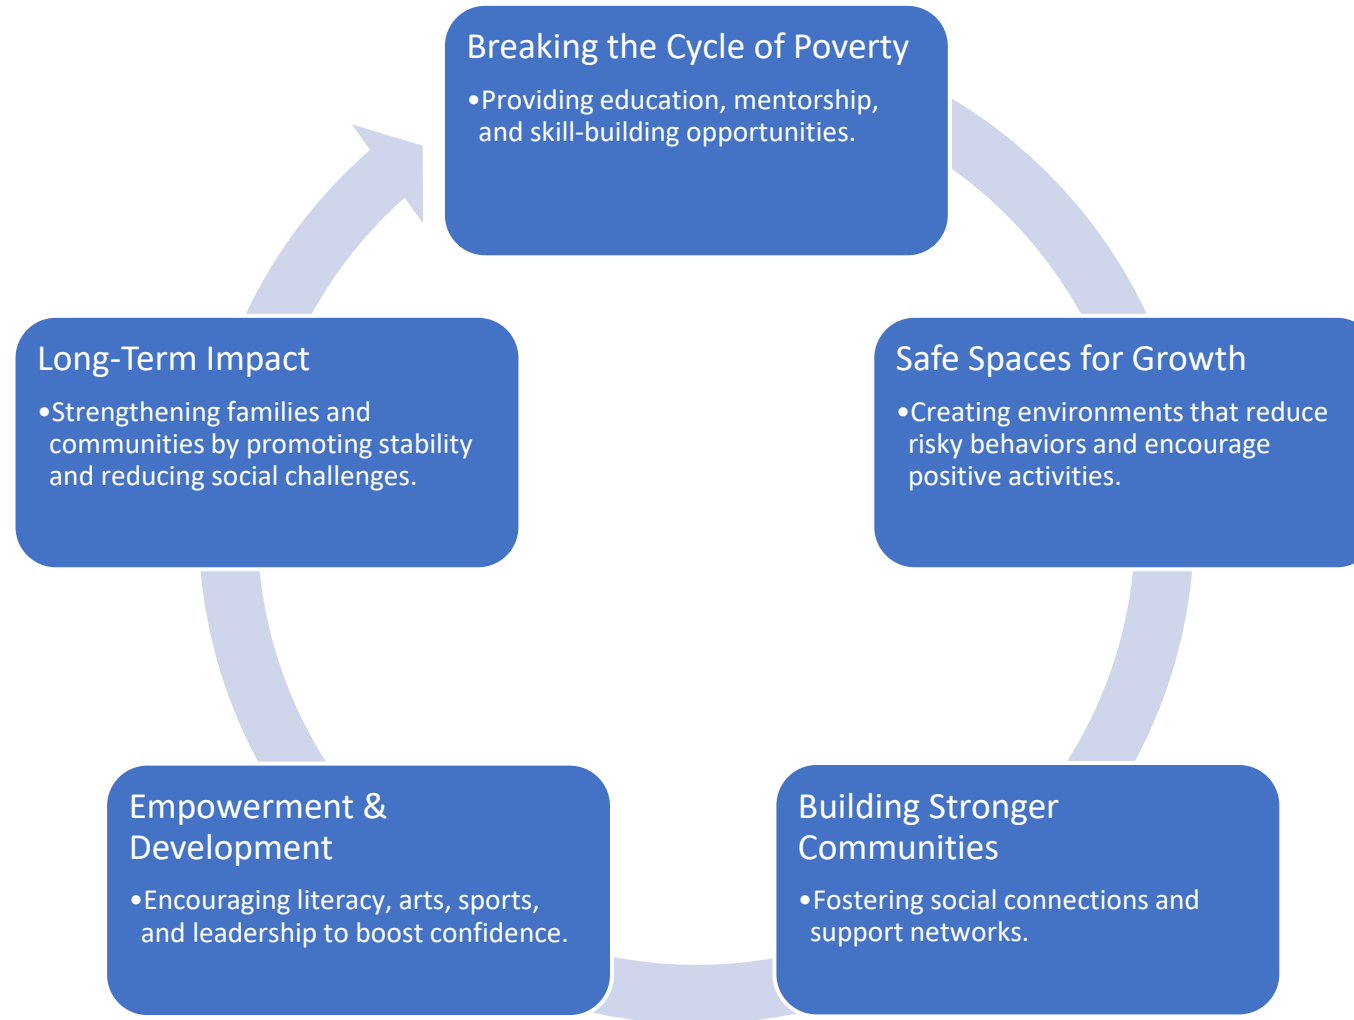 Breaking the Cycle of Poverty
•Providing education, mentorship,
and skill-building opportunities.
Safe Spaces for Growth
•Creating environments that reduce
risky behaviors and encourage
positive activities.
Building Stronger
Communities
•Fostering social connections and
support networks.
Empowerment &
Development
•Encouraging literacy, arts, sports,
and leadership to boost confidence.
Long-Term Impact
•Strengthening families and
communities by promoting stability
and reducing social challenges.